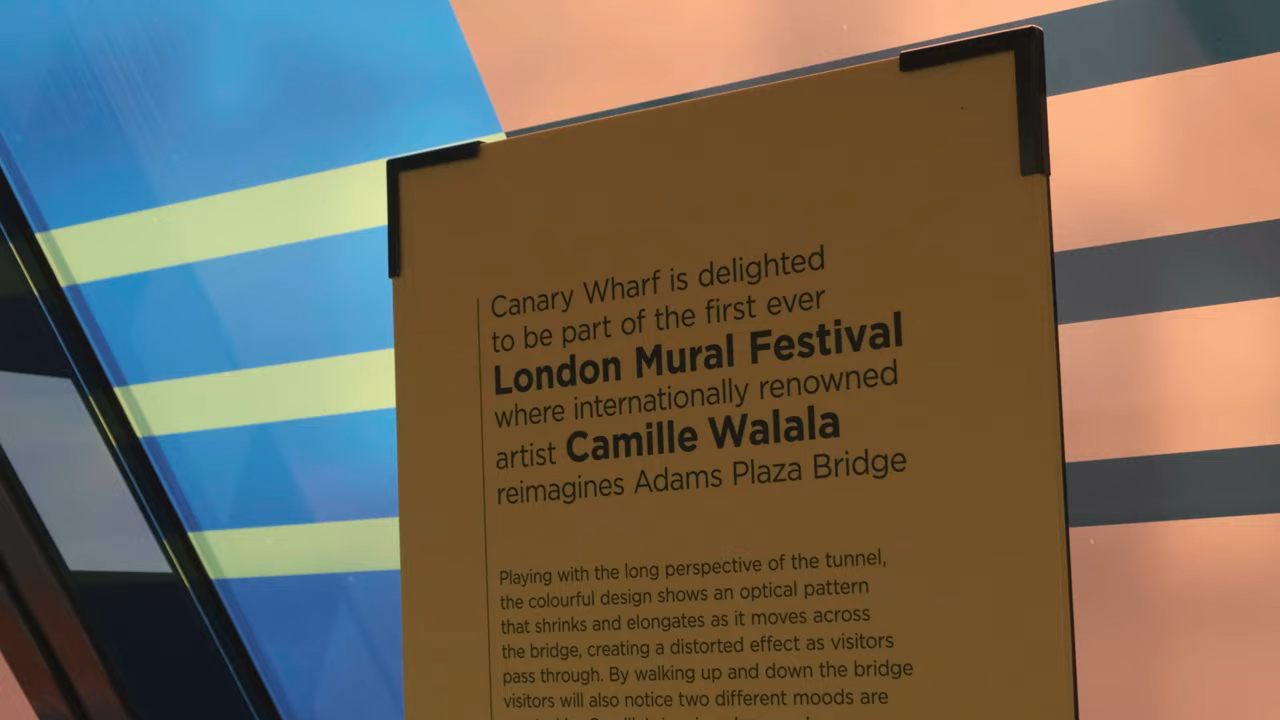 Canary Wharf is delighted
to be part of the first ever
London Mural Festival
where internationally renowned
artist Camille Walala
reimagines Adams Plaza Bridge
Playing with the long perspective of the tunnel,
the colourful design shows an optical pattern
that shrinks and elongates as it moves across
the bridge, creating a distorted effect as visitors
pass through. By walking up and down the bridge
visitors will also notice two different moods are